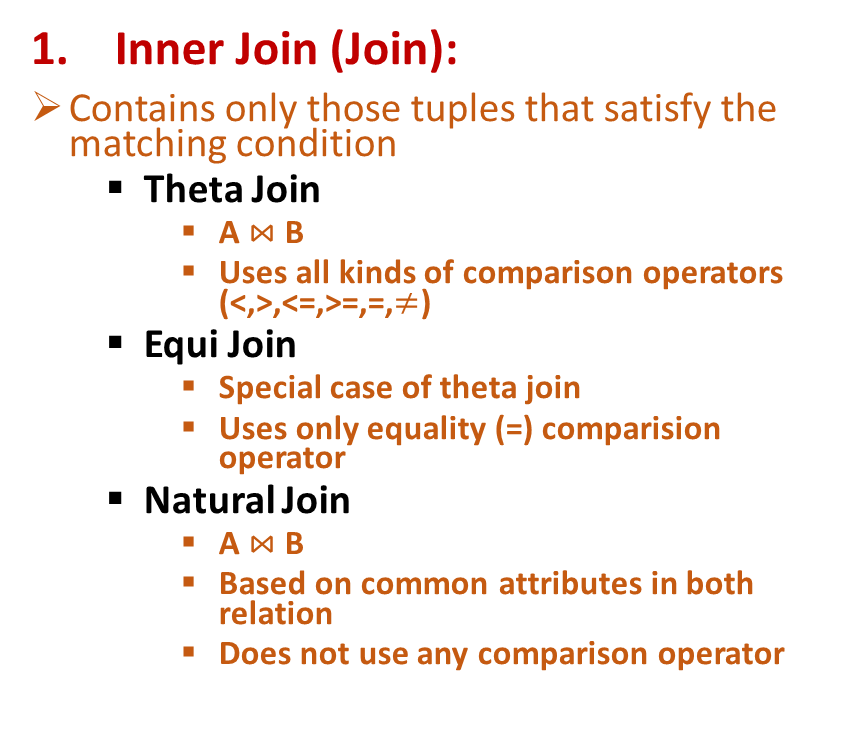 1. Inner Join (Join):
➢ Contains only those tuples that satisfy the
matching condition
▪ Theta Join
▪ A ⋈ B
▪ Uses all kinds of comparison operators
(<,>,<=,>=,=,≠)
▪ Equi Join
▪ Special case of theta join
▪ Uses only equality (=) comparision
operator
▪ Natural Join
▪ A ⋈ B
▪ Based on common attributes in both
relation
▪ Does not use any comparison operator